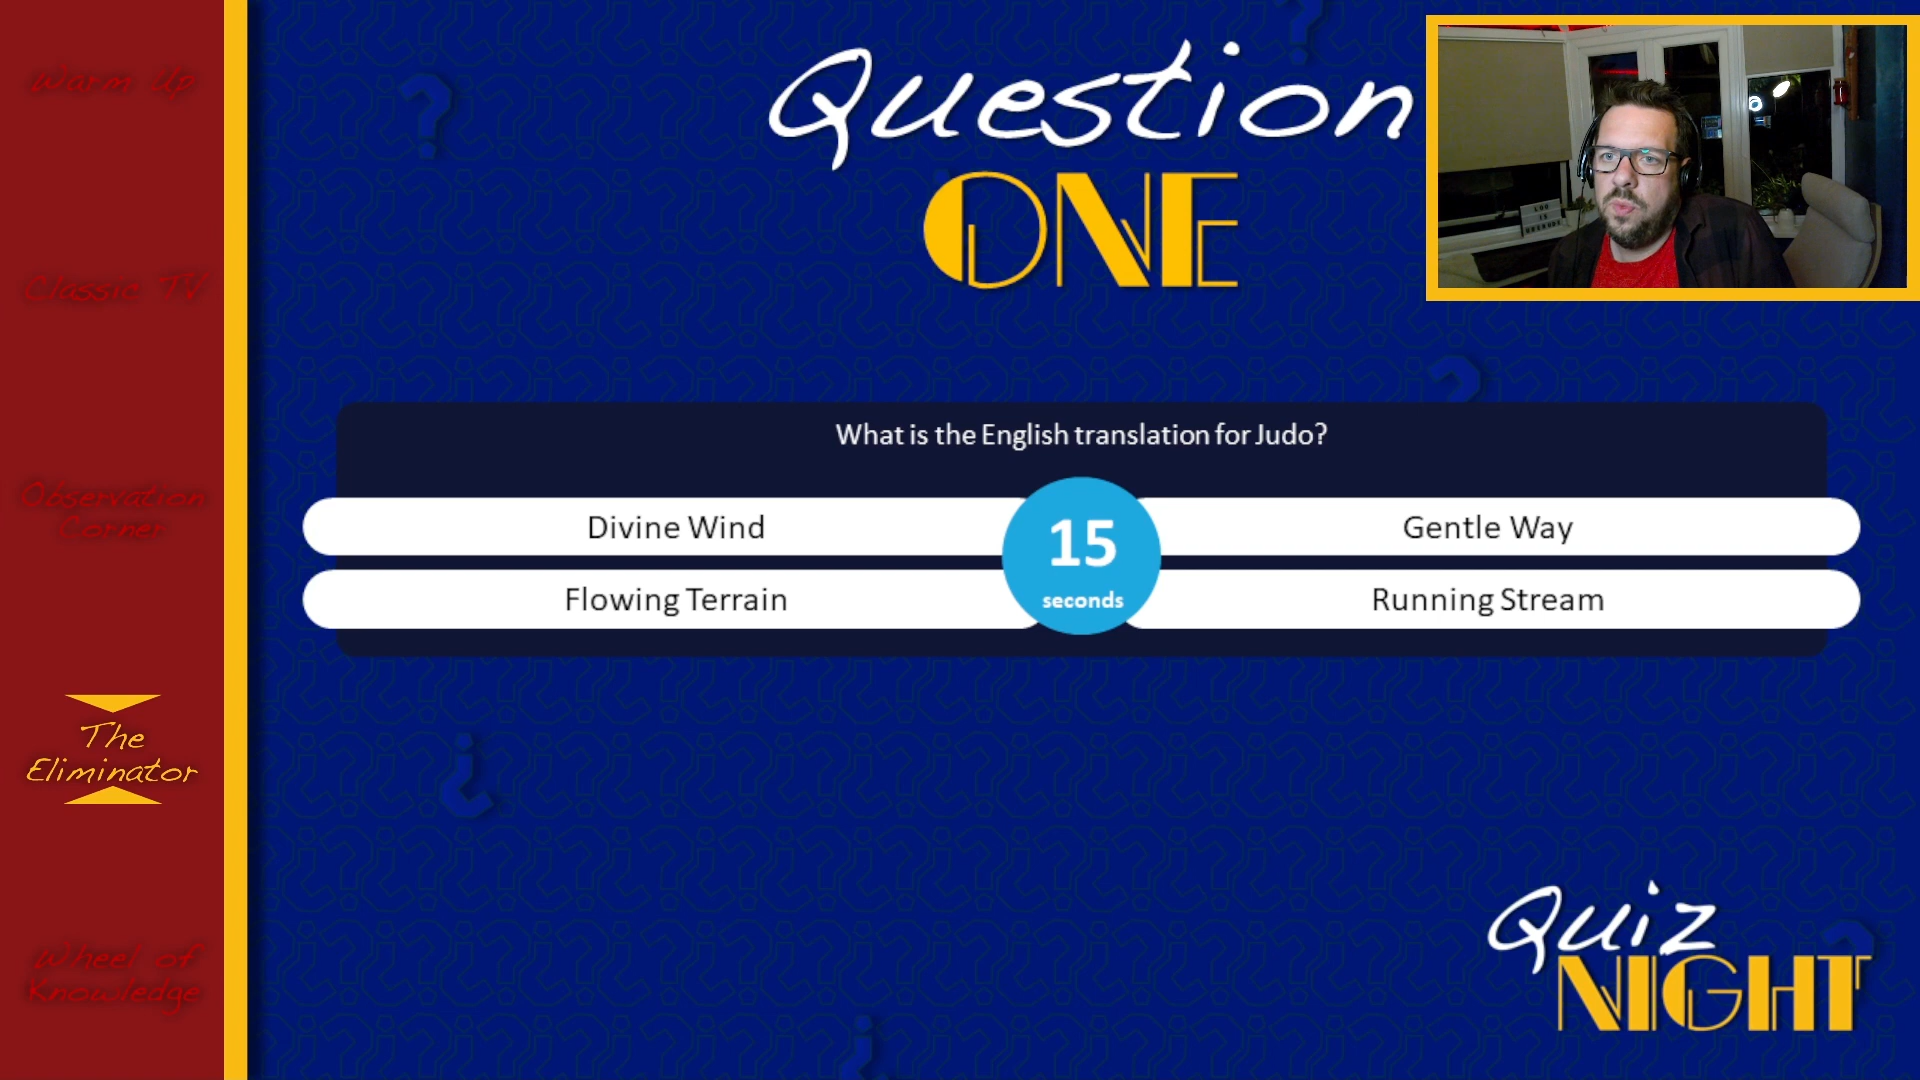 Warm Up
Classic TV
Observation
Corner
The
Eliminator
Wheel of
Knowledge
Question
ONE
What is the English translation for Judo?
Divine Wind
Gentle Way
15
seconds
Flowing Terrain
Running Stream
Quiz
NIGHT